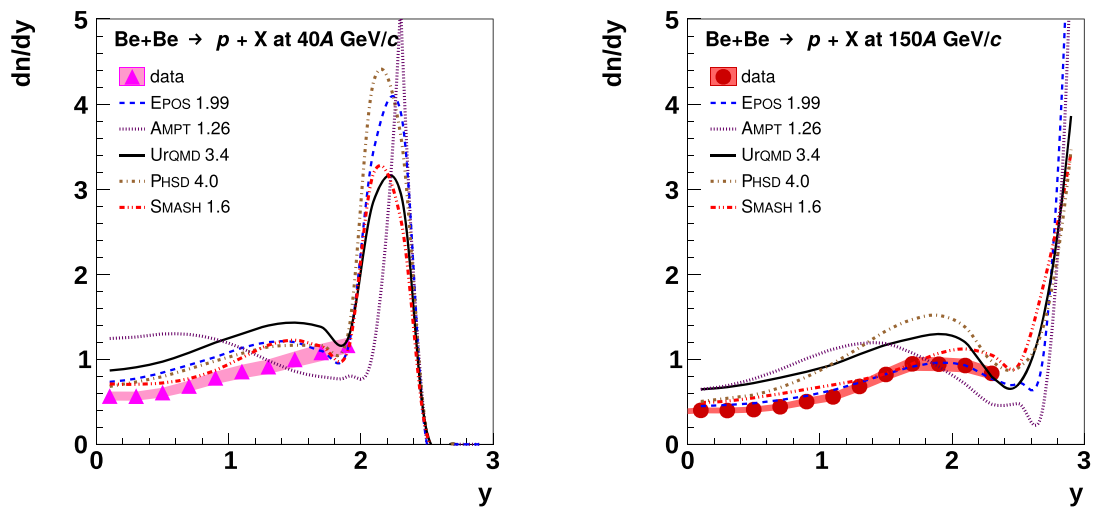 dn/dy
5
4
3
2
1
0
Be+Be → p + X at 40A GeV/c
data
EPOS 1.99
AMPT 1.26
UrQMD 3.4
PHSD 4.0
SMASH 1.6
0 1 2 3
y
dn/dy
5
4
3
2
1
0
Be+Be → p + X at 150A GeV/c
data
EPOS 1.99
AMPT 1.26
UrQMD 3.4
PHSD 4.0
SMASH 1.6
0 1 2 3
y